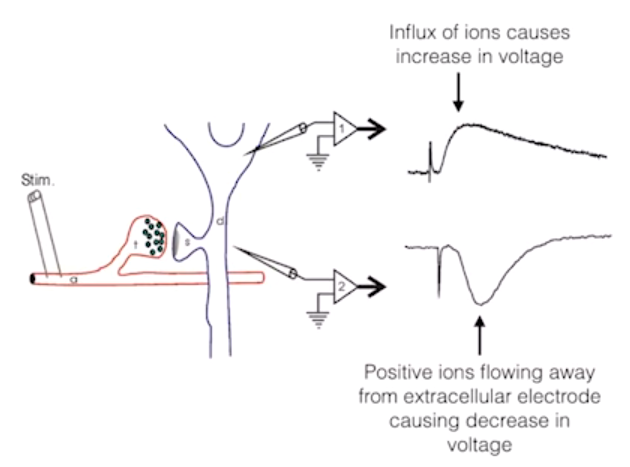 Influx of ions causes
increase in voltage
1
Stim.
d
t
s
a
2
Positive ions flowing away
from extracellular electrode
causing decrease in
voltage